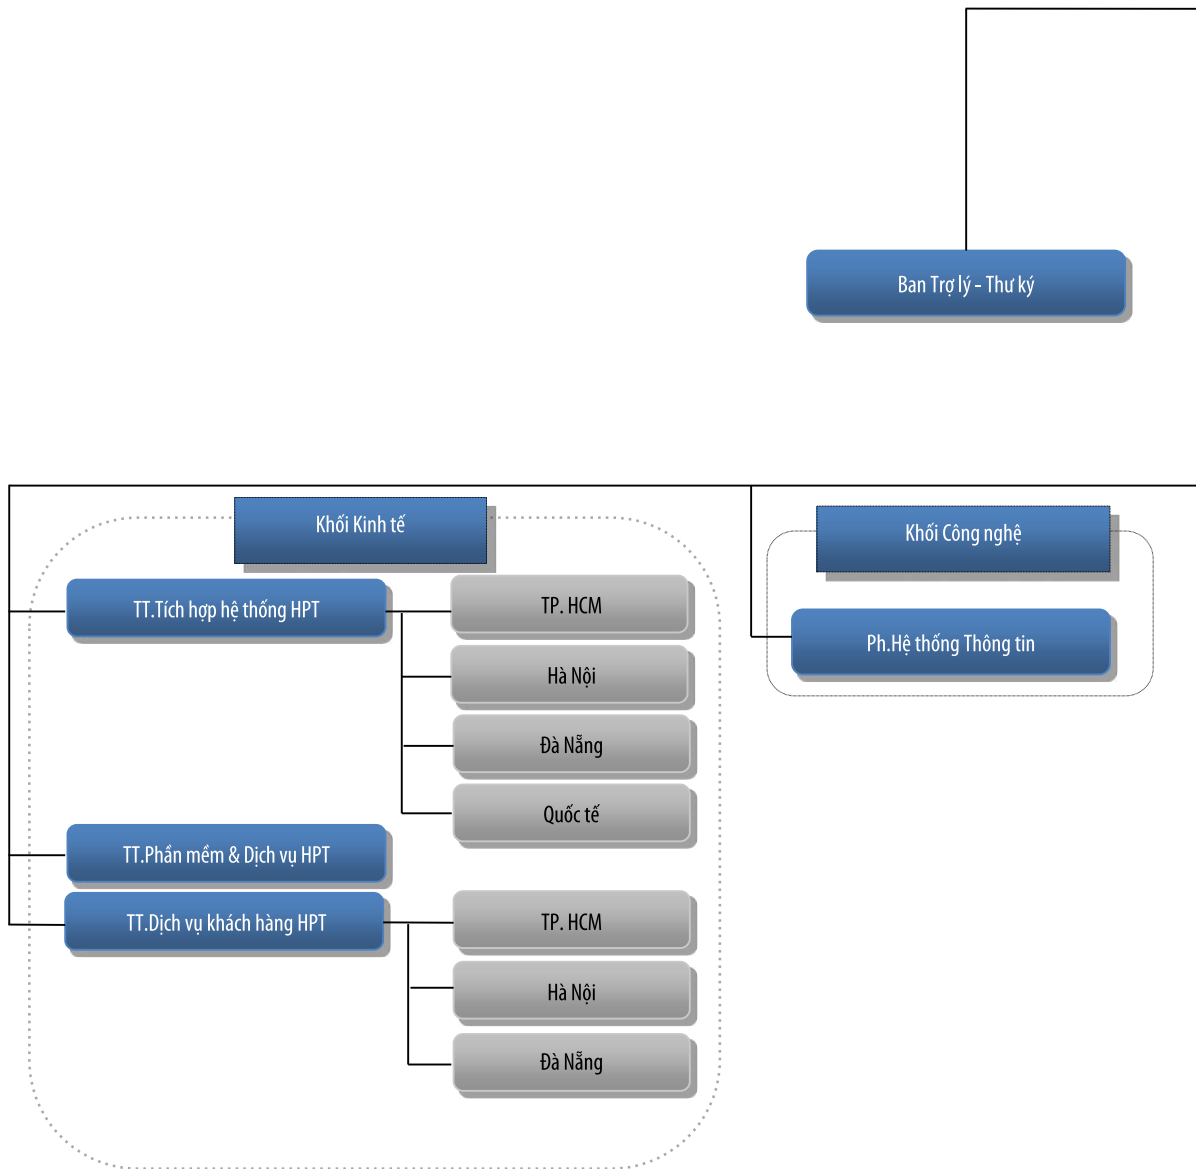 Ban Trợ lý - Thư ký
Khối Kinh tế
Khối Công nghệ
TT.Tích hợp hệ thống HPT
TP. HCM
Hà Nội
Đà Nẵng
Quốc tế
Ph.Hệ thống Thông tin
TT.Phần mềm & Dịch vụ HPT
TT.Dịch vụ khách hàng HPT
TP. HCM
Hà Nội
Đà Nẵng